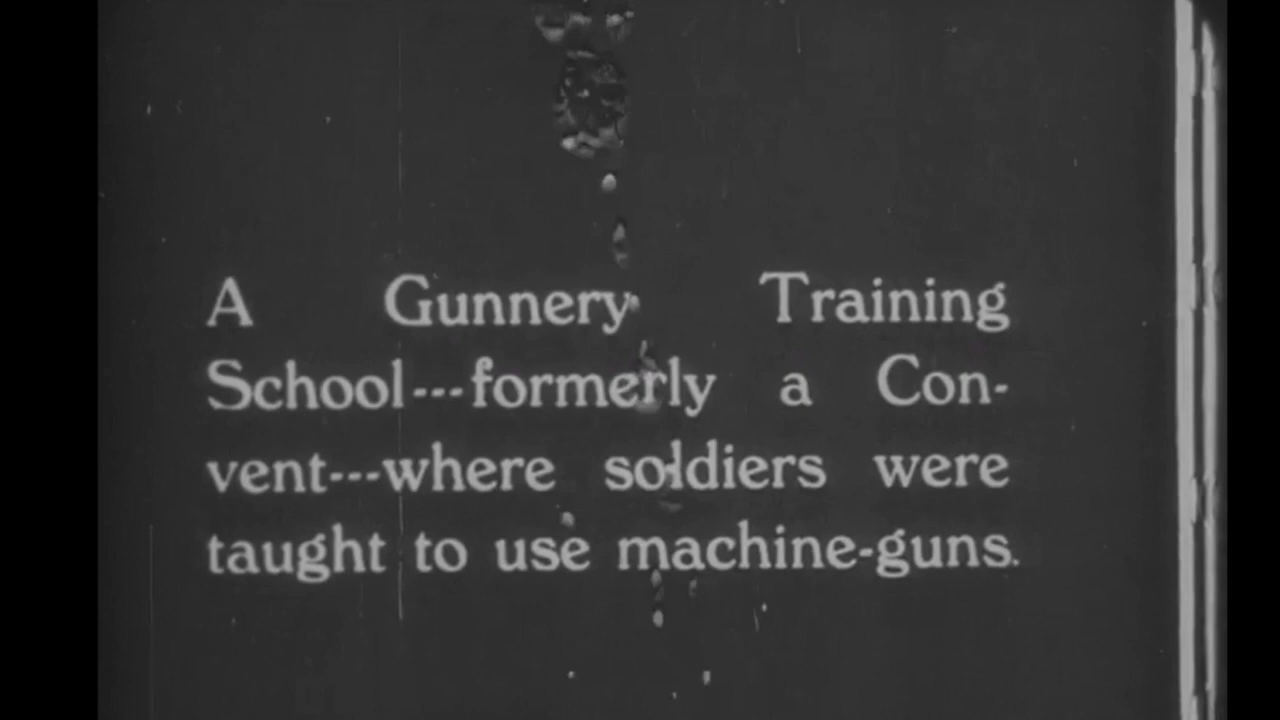 A Gunnery Training
School---formerly a Con-
vent---where soldiers were
taught to use machine-guns.